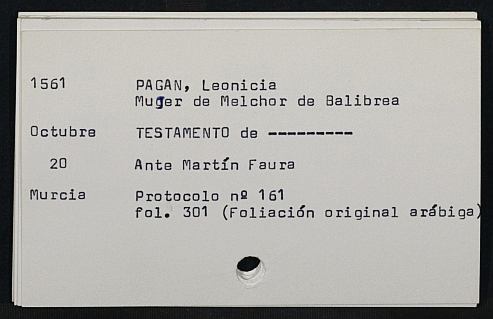 1561 PAGAN, Leonicia
Muger de Melchor de Balibrea
Octubre TESTAMENTO de ---------
20 Ante Martín Faura
Murcia Protocolo nº 161
fol. 301 (Foliación original arábiga)